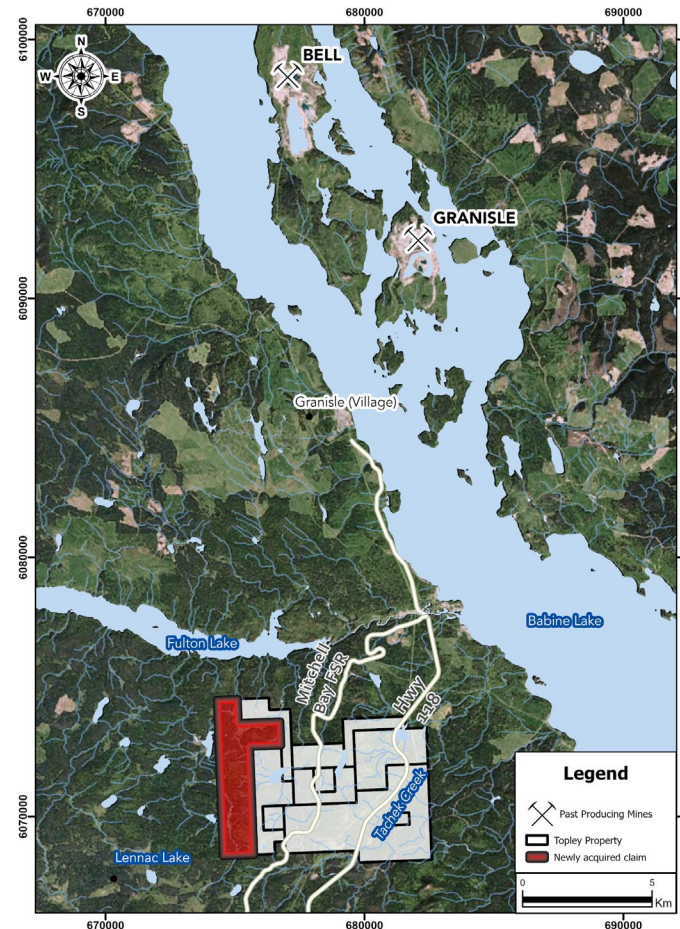 670000
680000
690000
6100000
N
W
E
S
BELL
GRANISLE
6090000
Granisle (Village)
6080000
Babine Lake
Fulton Lake
Mitchell
Bay FSR
Hwy
118
6070000
Tachek Creek
Lennac Lake
Legend
Past Producing Mines
Topley Property
Newly acquired claim
0
5
Km
670000
680000
690000